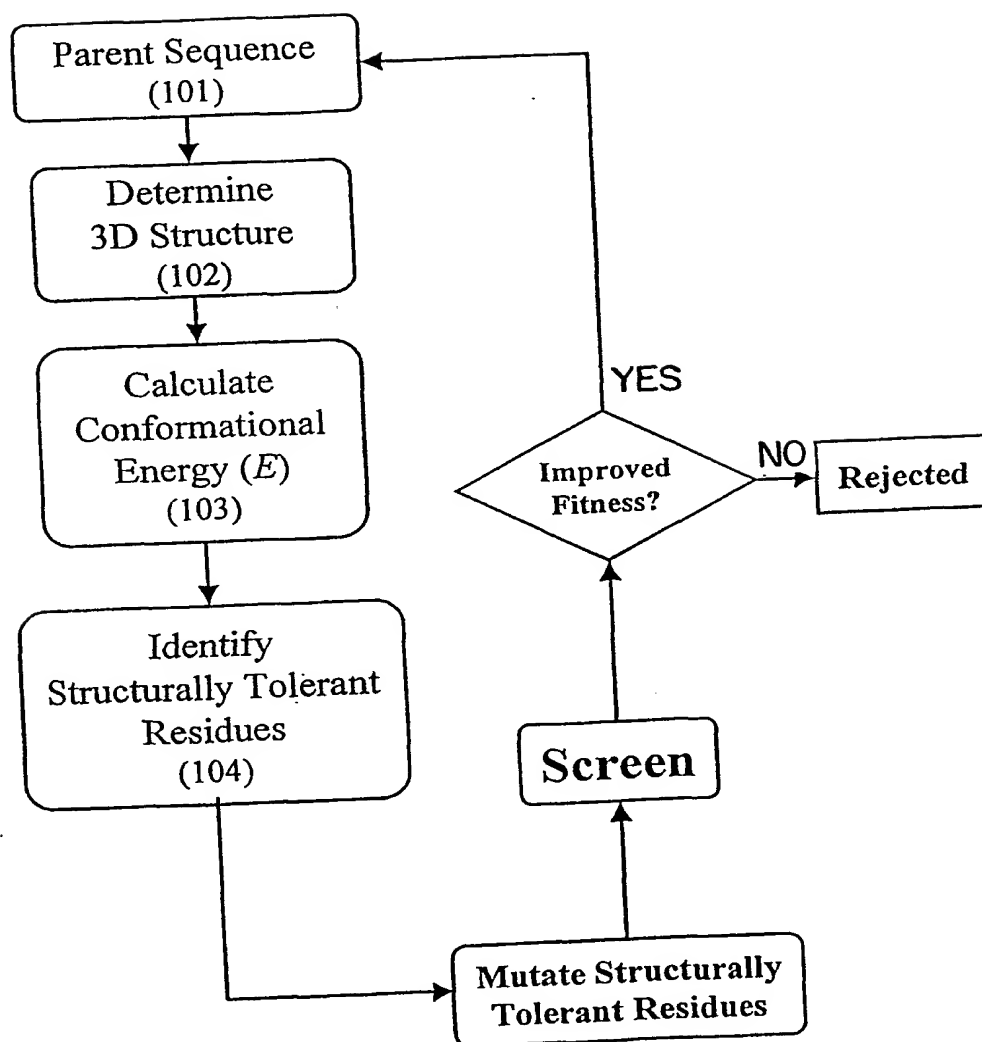 Parent Sequence
(101)
Determine
3D Structure
(102)
Calculate
Conformational
Energy (E)
(103)
Identify
Structurally Tolerant
Residues
(104)
Mutate Structurally
Tolerant Residues
Screen
Improved
Fitness?
YES
NO
Rejected